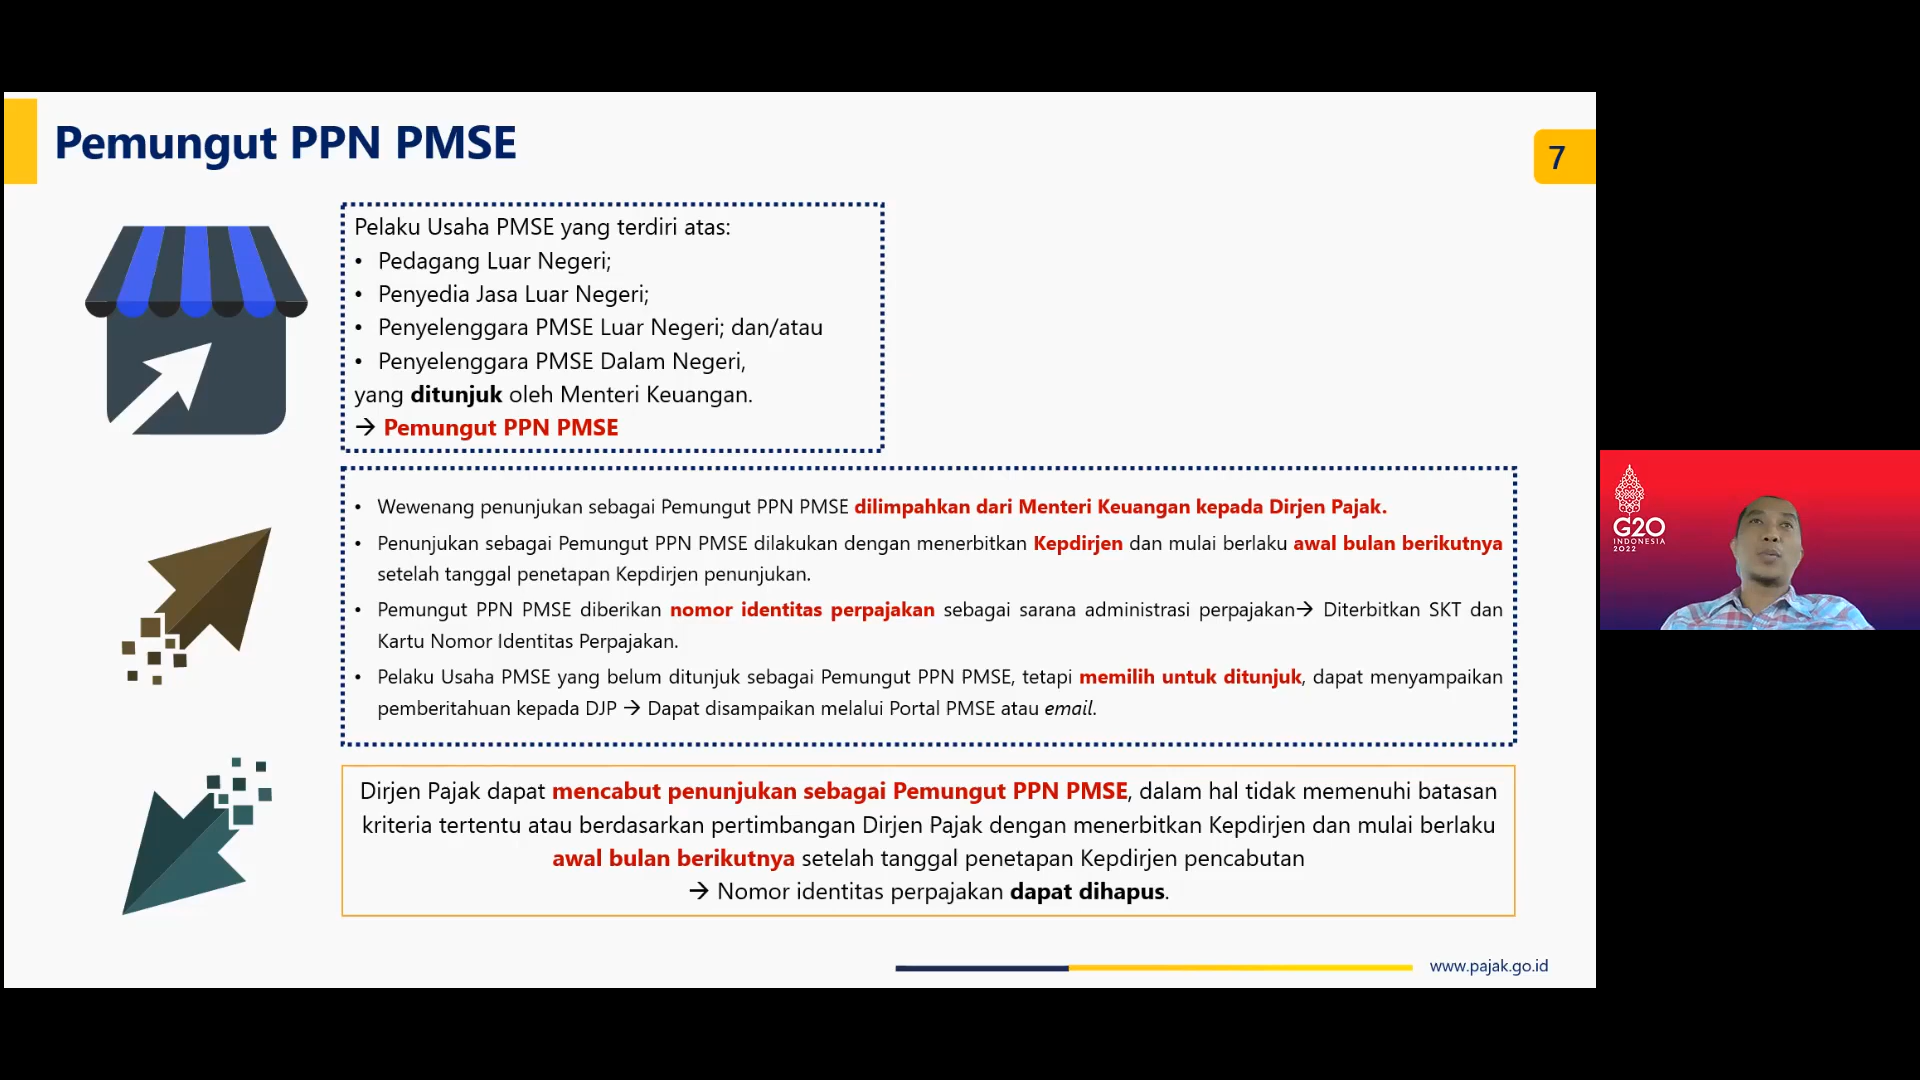 Pemungut PPN PMSE
7
Pelaku Usaha PMSE yang terdiri atas:
• Pedagang Luar Negeri;
• Penyedia Jasa Luar Negeri;
• Penyelenggara PMSE Luar Negeri; dan/atau
• Penyelenggara PMSE Dalam Negeri,
yang ditunjuk oleh Menteri Keuangan.
→ Pemungut PPN PMSE
• Wewenang penunjukan sebagai Pemungut PPN PMSE dilimpahkan dari Menteri Keuangan kepada Dirjen Pajak.
• Penunjukan sebagai Pemungut PPN PMSE dilakukan dengan menerbitkan Kepdirjen dan mulai berlaku awal bulan berikutnya
setelah tanggal penetapan Kepdirjen penunjukan.
• Pemungut PPN PMSE diberikan nomor identitas perpajakan sebagai sarana administrasi perpajakan→ Diterbitkan SKT dan
Kartu Nomor Identitas Perpajakan.
• Pelaku Usaha PMSE yang belum ditunjuk sebagai Pemungut PPN PMSE, tetapi memilih untuk ditunjuk, dapat menyampaikan
pemberitahuan kepada DJP → Dapat disampaikan melalui Portal PMSE atau email.
Dirjen Pajak dapat mencabut penunjukan sebagai Pemungut PPN PMSE, dalam hal tidak memenuhi batasan
kriteria tertentu atau berdasarkan pertimbangan Dirjen Pajak dengan menerbitkan Kepdirjen dan mulai berlaku
awal bulan berikutnya setelah tanggal penetapan Kepdirjen pencabutan
→ Nomor identitas perpajakan dapat dihapus.
www.pajak.go.id
G20
INDONESIA
2022